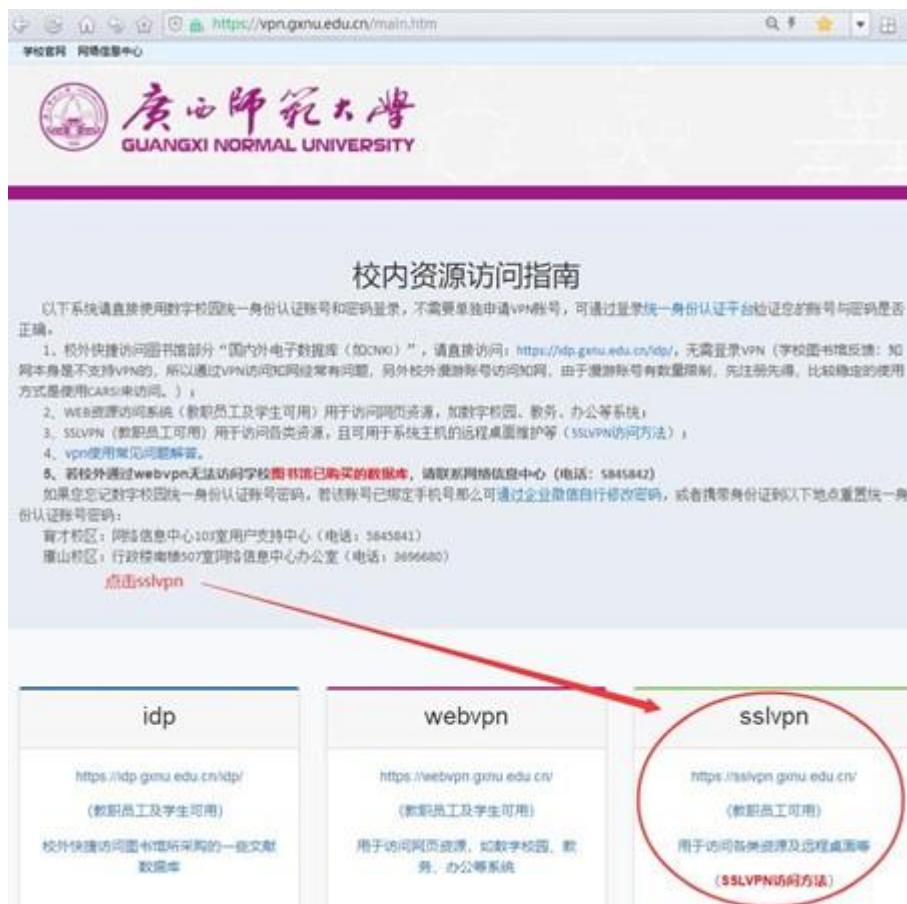 https://vpn.gxnu.edu.cn/main.htm
学校官网 网络信息中心
广西师范大学
GUANGXI NORMAL UNIVERSITY
校内资源访问指南
以下系统请直接使用数字校园统一身份认证账号和密码登录，不需要单独申请VPN账号，可通过登录统一身份认证平台验证您的账号与密码是否
正确。
1、校外快捷访问图书馆部分“国内外电子数据库（如CNKI）”，请直接访问：https://idp.gxnu.edu.cn/idp/，无需登录VPN（学校图书馆反馈：知
网本身是不支持VPN的，所以通过VPN访问知网经常有问题，另外校外漫游账号访问知网，由于漫游账号有数量限制，先注册先得，比较稳定的使用
方式是使用CARSI来访问。）；
2、WEB资源访问系统（教职员工及学生可用）用于访问网页资源，如数字校园、教务、办公等系统；
3、SSLVPN（教职员工可用）用于访问各类资源，且可用于系统主机的远程桌面维护等（SSLVPN访问方法）；
4、vpn使用常见问题解答。
5、若校外通过webvpn无法访问学校图书馆已购买的数据库，请联系网络信息中心（电话：5845842）
如果您忘记数字校园统一身份认证账号密码，若该账号已绑定手机号那么可通过企业微信自行修改密码，或者携带身份证到以下地点重置统一身
份认证账号密码：
育才校区：网络信息中心103室用户支持中心（电话：5845841）
雁山校区：行政楼南楼507室网络信息中心办公室（电话：3696680）
点击sslvpn
idp
https://idp.gxnu.edu.cn/idp/
（教职员工及学生可用）
校外快捷访问图书馆所采购的一些文献
数据库
webvpn
https://webvpn.gxnu.edu.cn/
（教职员工及学生可用）
用于访问网页资源，如数字校园、教
务、办公等系统
sslvpn
https://sslvpn.gxnu.edu.cn/
（教职员工可用）
用于访问各类资源及远程桌面等
（SSLVPN访问方法）